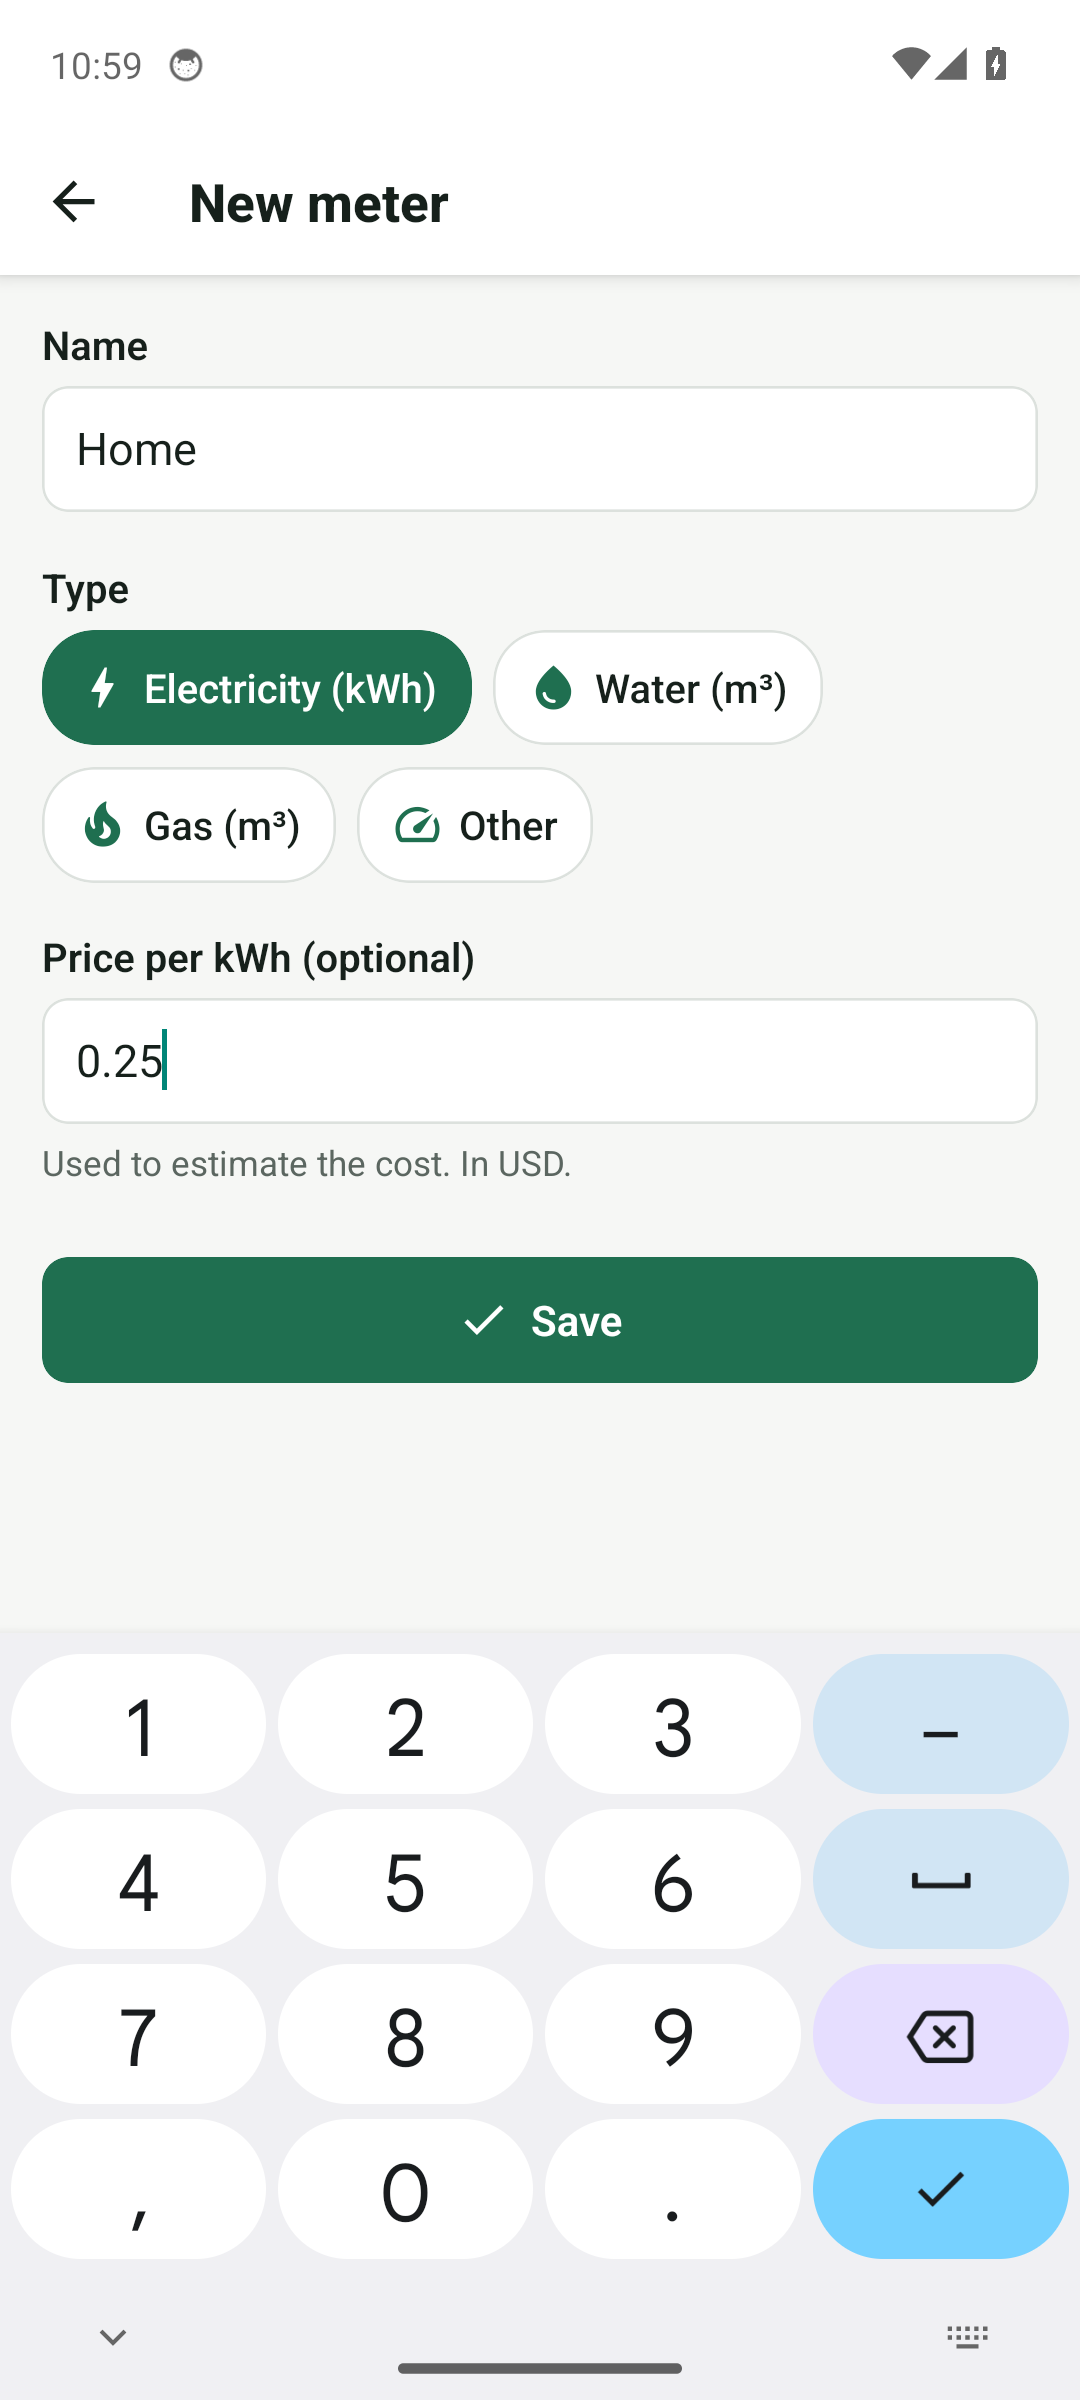 10:59
New meter
Name
Home
Type
Electricity (kWh)
Water (m³)
Gas (m³)
Other
Price per kWh (optional)
0.25
Used to estimate the cost. In USD.
Save
1 2 3 –
4 5 6
7 8 9
, 0 .